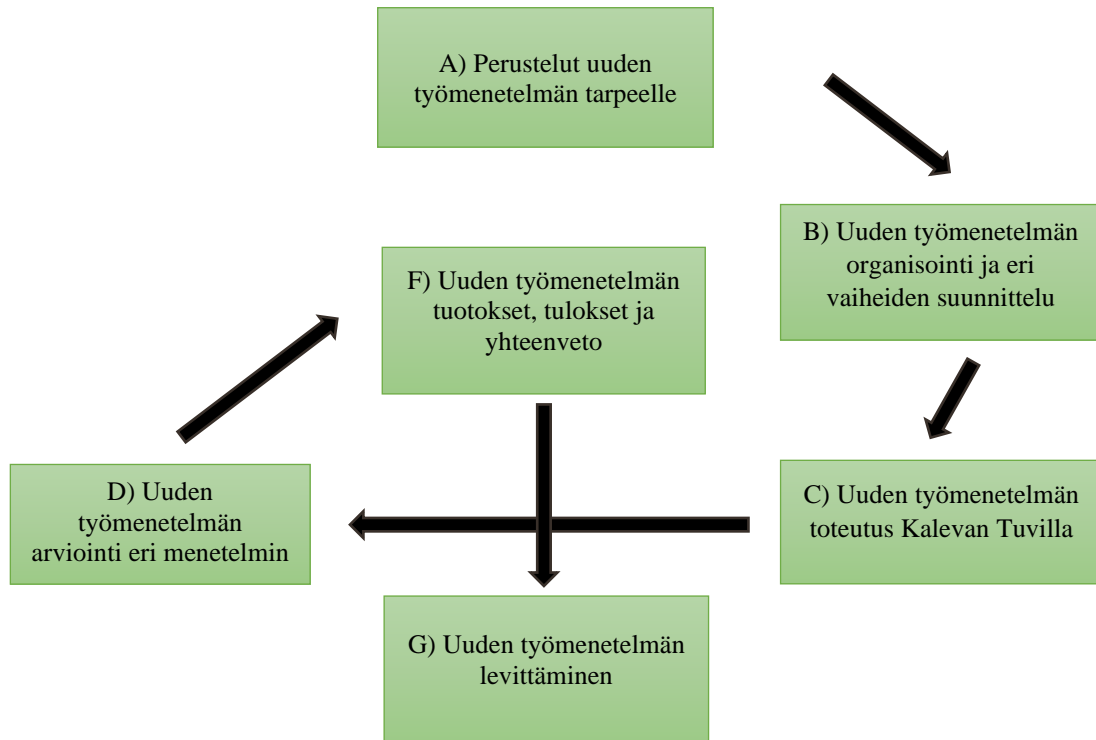 A) Perustelut uuden
työmenetelmän tarpeelle
B) Uuden työmenetelmän
organisointi ja eri
vaiheiden suunnittelu
F) Uuden työmenetelmän
tuotokset, tulokset ja
yhteenveto
D) Uuden
työmenetelmän
arviointi eri menetelmin
C) Uuden työmenetelmän
toteutus Kalevan Tuvilla
G) Uuden työmenetelmän
levittäminen